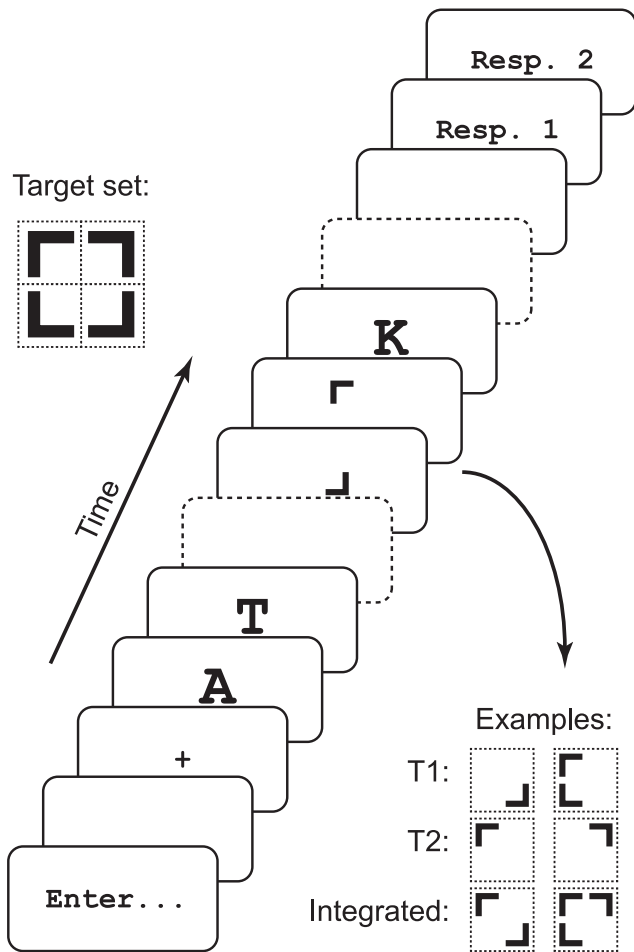 Resp. 2
Resp. 1
Target set:
K
Time
T
A
+
Enter...
Examples:
T1:
T2:
Integrated: